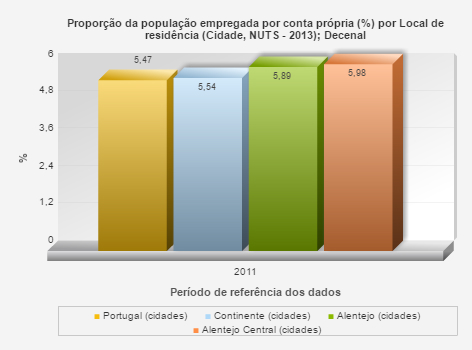 Proporção da população empregada por conta própria (%) por Local de
residência (Cidade, NUTS - 2013); Decenal
6
4,8
3,6
2,4
1,2
0
%
5,47
5,54
5,89
5,98
2011
Período de referência dos dados
Portugal (cidades)
Continente (cidades)
Alentejo (cidades)
Alentejo Central (cidades)